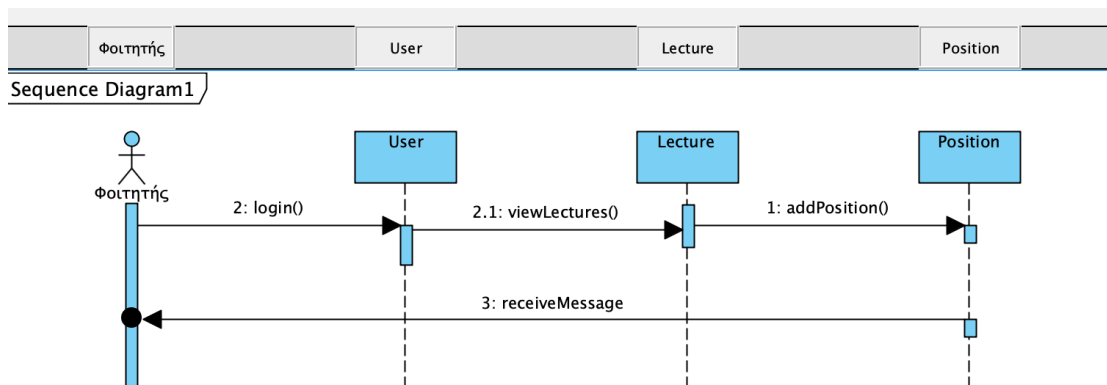 Φοιτητής User Lecture Position
Sequence Diagram1
User Lecture Position
Φοιτητής
2: login() 2.1: viewLectures() 1: addPosition()
3: receiveMessage